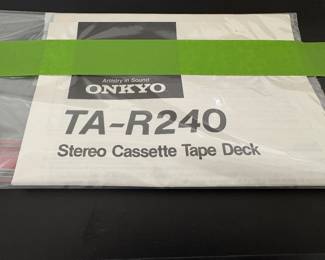 Artistry in Sound
ONKYO
TA-R240
Stereo Cassette Tape Deck